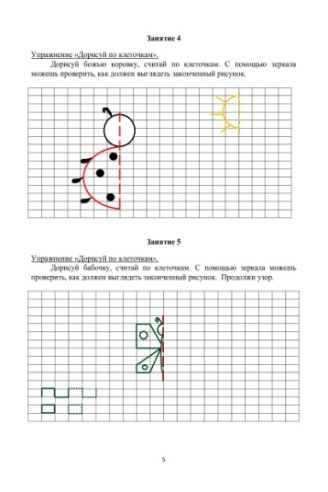 Занятие 4
Упражнение «Дорисуй по клеточкам».
Дорисуй божью коровку, считай по клеточкам. С помощью зеркала
можешь проверить, как должен выглядеть законченный рисунок.
Занятие 5
Упражнение «Дорисуй по клеточкам».
Дорисуй бабочку, считай по клеточкам. С помощью зеркала можешь
проверить, как должен выглядеть законченный рисунок. Продолжи узор.
5